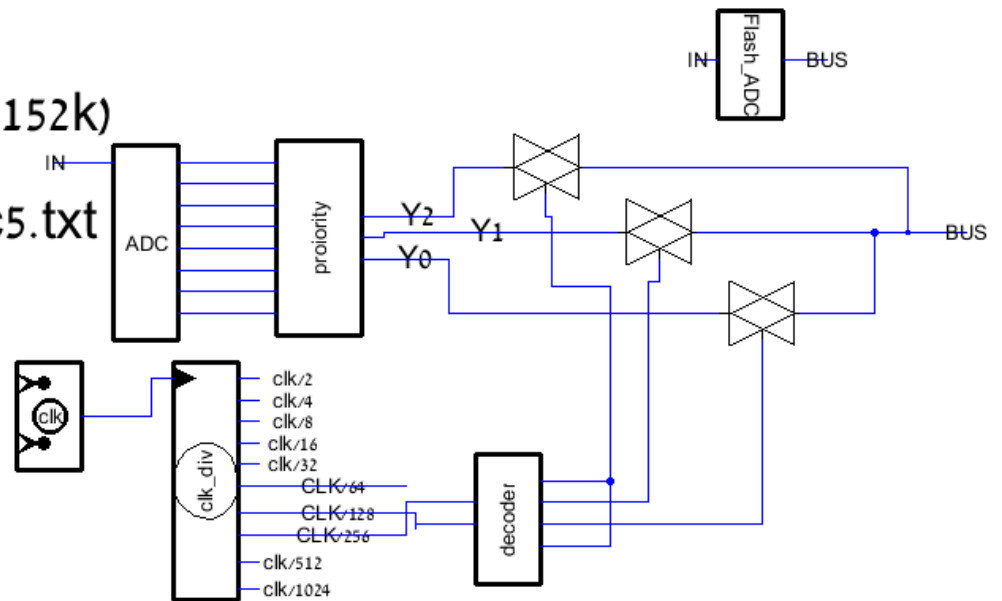 Flash_ADC
IN
BUS
152k)
IN
c5.txt
ADC
proiority
Y2
Y1
Y0
BUS
clk
clk_div
clk/2
clk/4
clk/8
clk/16
clk/32
CLK/64
CLK/128
CLK/256
clk/512
clk/1024
decoder